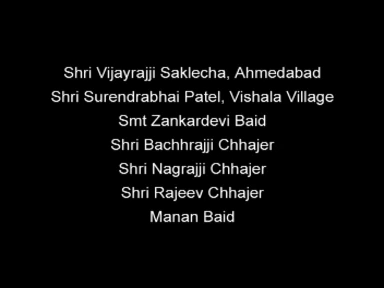 Shri Vijayrajji Saklecha, Ahmedabad
Shri Surendrabhai Patel, Vishala Village
Smt Zankardevi Baid
Shri Bachhrajji Chhajer
Shri Nagrajji Chhajer
Shri Rajeev Chhajer
Manan Baid